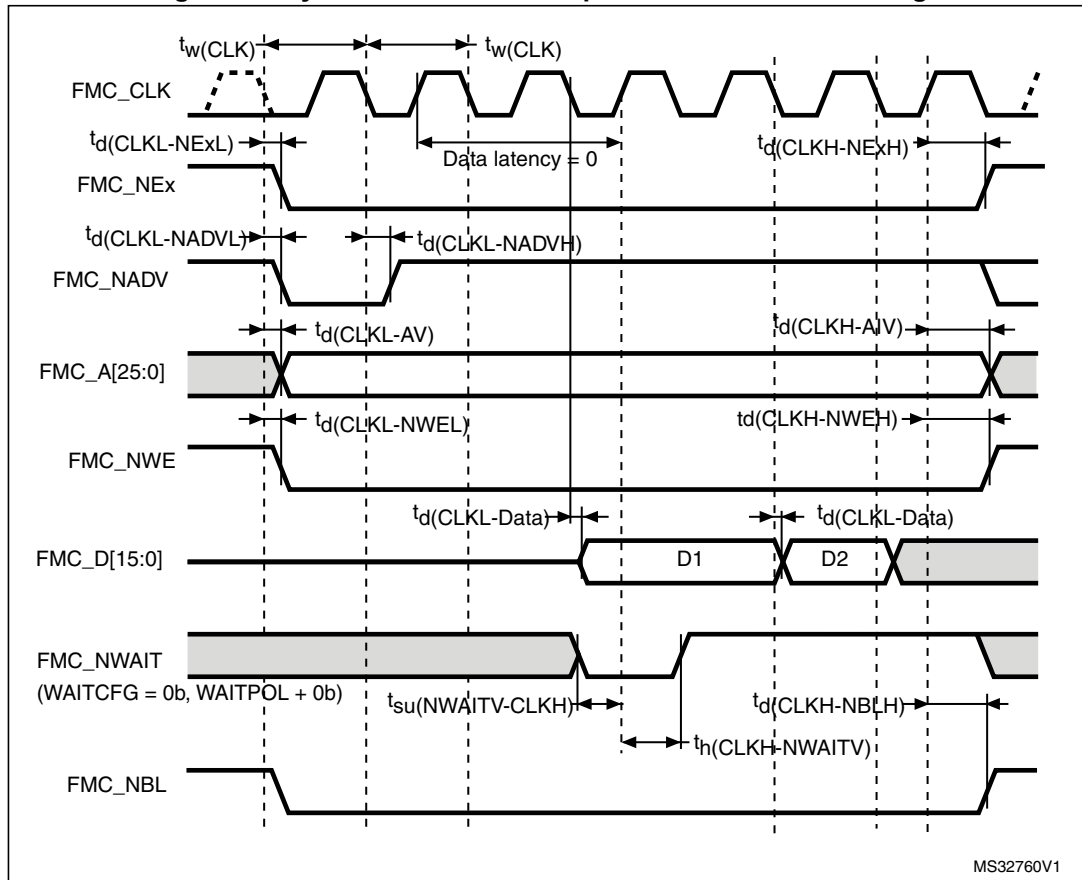 tw(CLK) tw(CLK)
FMC_CLK
td(CLKL-NExL) Data latency = 0 td(CLKH-NExH)
FMC_NEx
td(CLKL-NADVL) td(CLKL-NADVH)
FMC_NADV
td(CLKL-AV) td(CLKH-AIV)
FMC_A[25:0]
td(CLKL-NWEL) td(CLKH-NWEH)
FMC_NWE
td(CLKL-Data) td(CLKL-Data)
FMC_D[15:0] D1 D2
FMC_NWAIT
(WAITCFG = 0b, WAITPOL + 0b)
tsu(NWAITV-CLKH) td(CLKH-NBLH)
th(CLKH-NWAITV)
FMC_NBL
MS32760V1